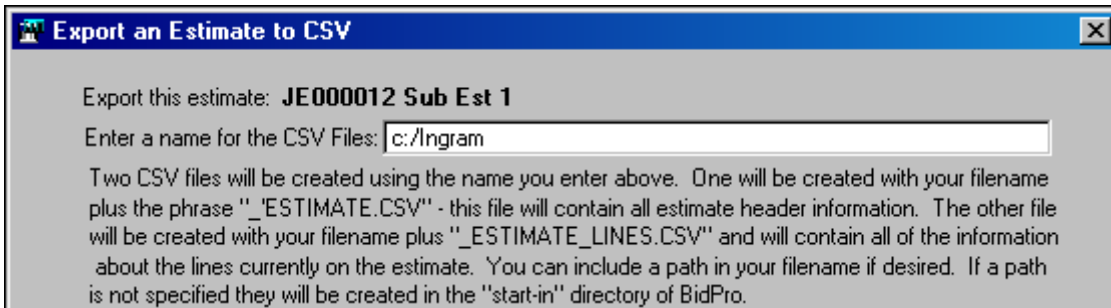 Export an Estimate to CSV
Export this estimate: JE000012 Sub Est 1
Enter a name for the CSV Files: c:/Ingram
Two CSV files will be created using the name you enter above. One will be created with your filename
plus the phrase "_'ESTIMATE.CSV" - this file will contain all estimate header information. The other file
will be created with your filename plus "_ESTIMATE_LINES.CSV" and will contain all of the information
about the lines currently on the estimate. You can include a path in your filename if desired. If a path
is not specified they will be created in the "start-in" directory of BidPro.